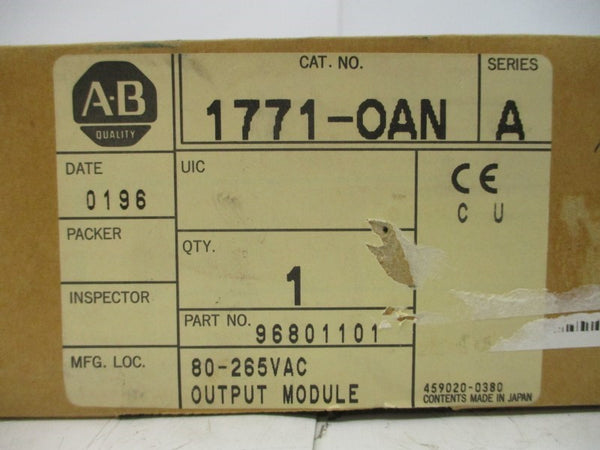 A-B
QUALITY
CAT. NO.
1771-OAN
SERIES
A
DATE
0196
UIC
CE
C U
PACKER
QTY.
1
INSPECTOR
PART NO. 96801101
MFG. LOC.
80-265VAC
OUTPUT MODULE
459020-0380
CONTENTS MADE IN JAPAN